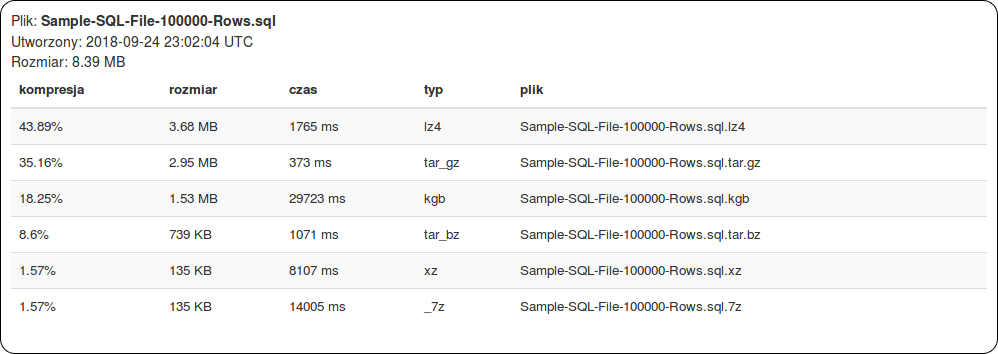 Plik: Sample-SQL-File-100000-Rows.sql
Utworzony: 2018-09-24 23:02:04 UTC
Rozmiar: 8.39 MB
kompresja rozmiar czas typ plik
43.89% 3.68 MB 1765 ms lz4 Sample-SQL-File-100000-Rows.sql.lz4
35.16% 2.95 MB 373 ms tar_gz Sample-SQL-File-100000-Rows.sql.tar.gz
18.25% 1.53 MB 29723 ms kgb Sample-SQL-File-100000-Rows.sql.kgb
8.6% 739 KB 1071 ms tar_bz Sample-SQL-File-100000-Rows.sql.tar.bz
1.57% 135 KB 8107 ms xz Sample-SQL-File-100000-Rows.sql.xz
1.57% 135 KB 14005 ms _7z Sample-SQL-File-100000-Rows.sql.7z